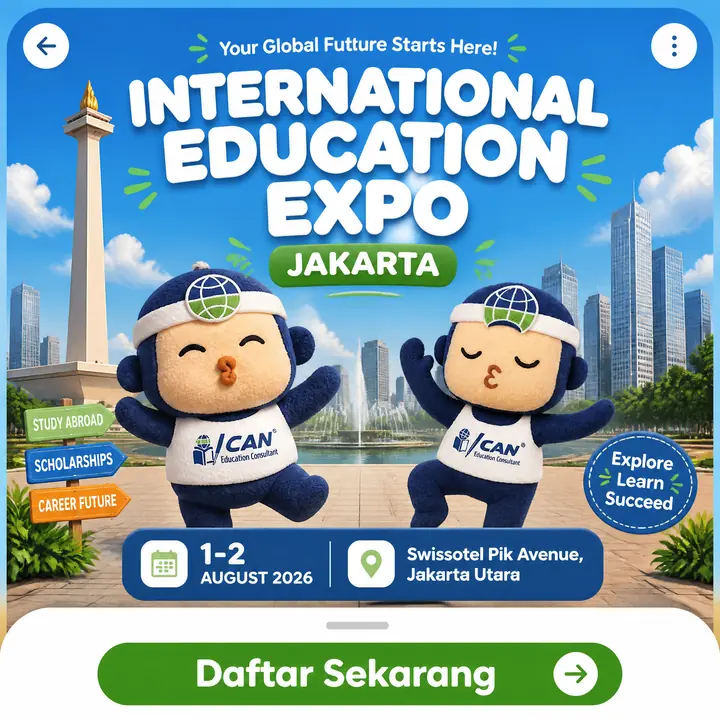 Your Global Futture Starts Here!
INTERNATIONAL
EDUCATION
EXPO
JAKARTA
STUDY ABROAD
SCHOLARSHIPS
CAREER FUTURE
ICAN®
Education Consultant
ICAN®
Education Consultant
Explore
Learn
Succeed
1-2
AUGUST 2026
Swissotel Pik Avenue,
Jakarta Utara
Daftar Sekarang